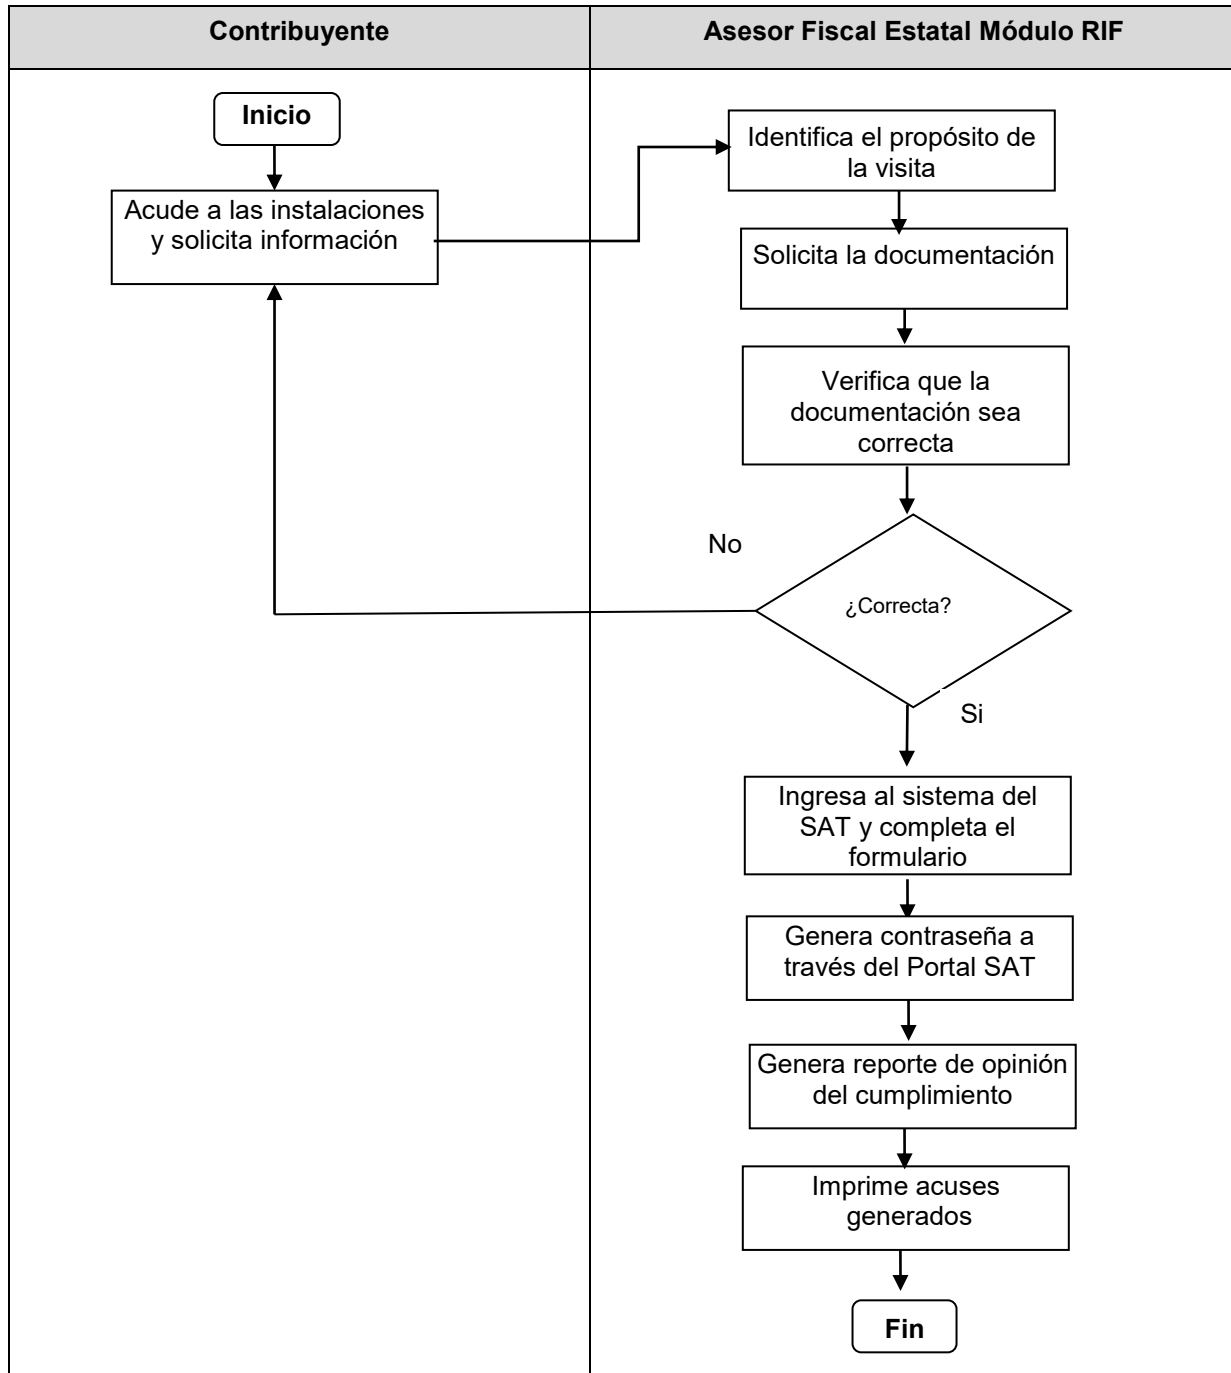 Contribuyente
Asesor Fiscal Estatal Módulo RIF
Inicio
Acude a las instalaciones
y solicita información
Identifica el propósito de
la visita
Solicita la documentación
Verifica que la
documentación sea
correcta
No
¿Correcta?
Si
Ingresa al sistema del
SAT y completa el
formulario
Genera contraseña a
través del Portal SAT
Genera reporte de opinión
del cumplimiento
Imprime acuses
generados
Fin